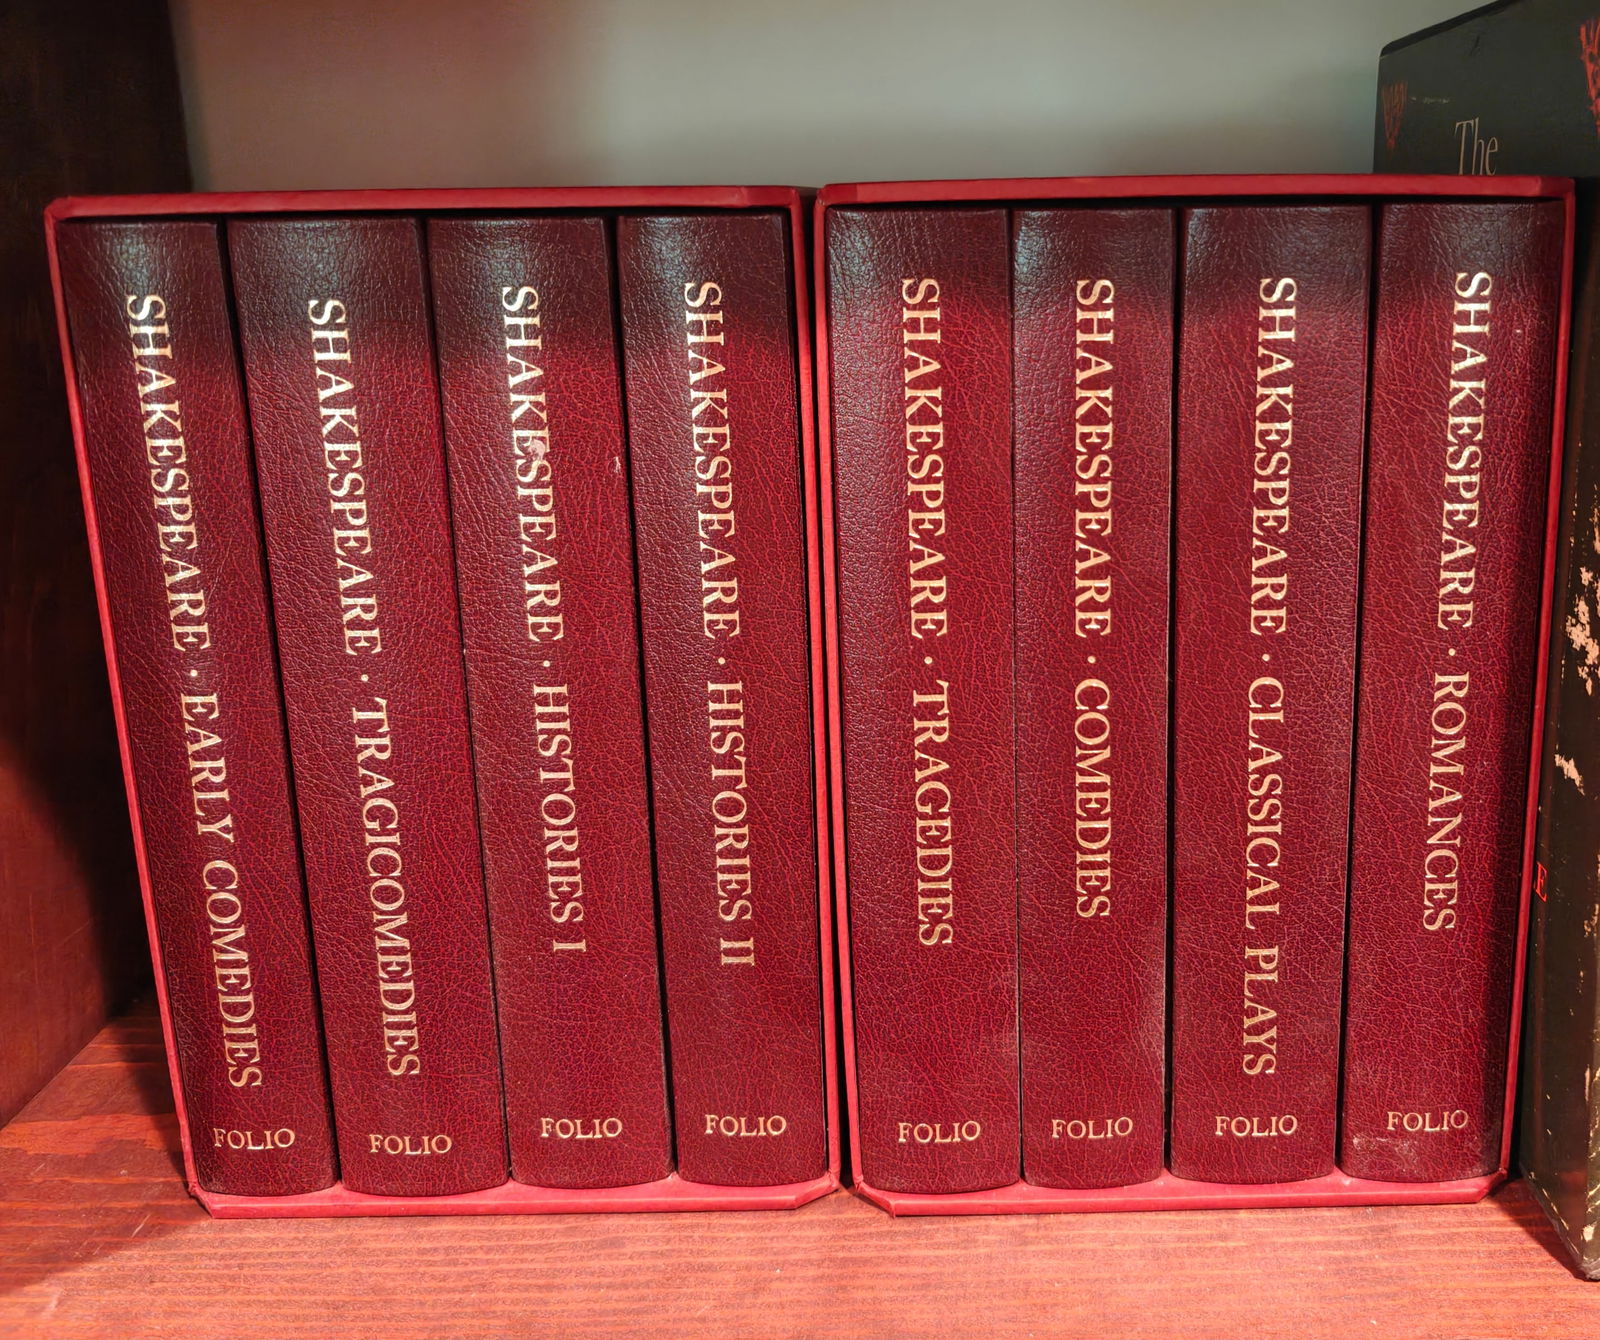 SHAKESPEARE · EARLY COMEDIES
FOLIO
SHAKESPEARE · TRAGICOMEDIES
FOLIO
SHAKESPEARE · HISTORIES I
FOLIO
SHAKESPEARE · HISTORIES II
FOLIO
SHAKESPEARE · TRAGEDIES
FOLIO
SHAKESPEARE · COMEDIES
FOLIO
SHAKESPEARE · CLASSICAL PLAYS
FOLIO
SHAKESPEARE · ROMANCES
FOLIO
The
E